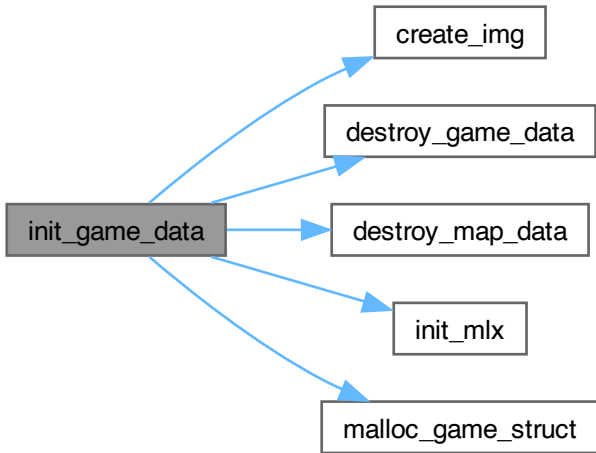 create_img
destroy_game_data
init_game_data
destroy_map_data
init_mlx
malloc_game_struct